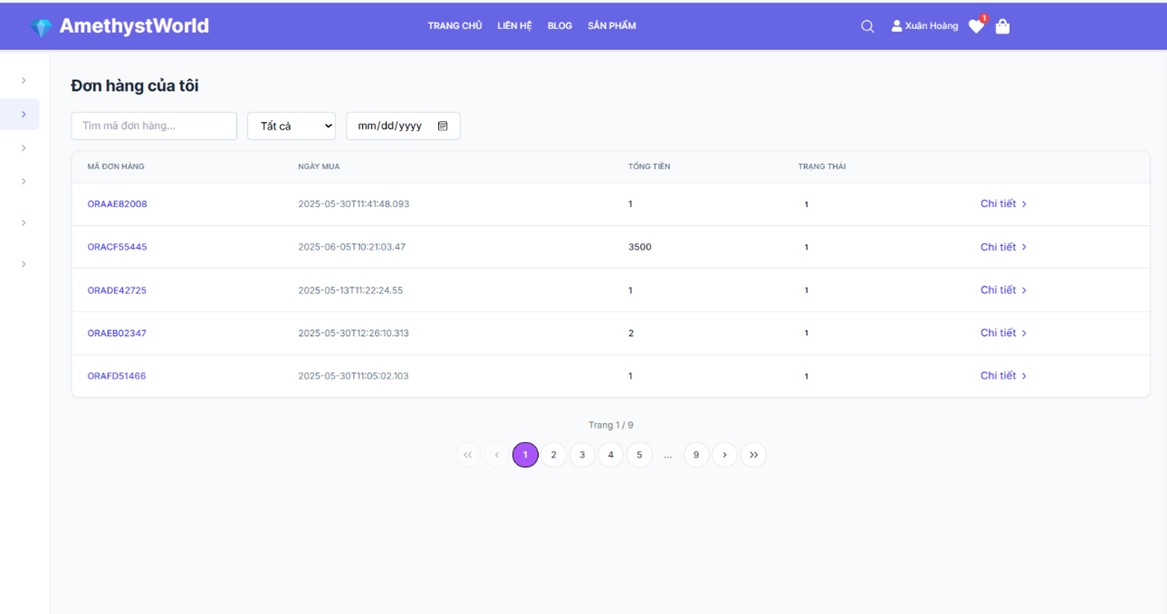 AmethystWorld
TRANG CHỦ LIÊN HỆ BLOG SẢN PHẨM
Xuân Hoàng 1
Đơn hàng của tôi
Tìm mã đơn hàng... Tất cả mm/dd/yyyy
MÃ ĐƠN HÀNG NGÀY MUA TỔNG TIỀN TRẠNG THÁI
ORAAE82008 2025-05-30T11:41:48.093 1 1 Chi tiết >
ORACF55445 2025-06-05T10:21:03.47 3500 1 Chi tiết >
ORADE42725 2025-05-13T11:22:24.55 1 1 Chi tiết >
ORAEB02347 2025-05-30T12:26:10.313 2 1 Chi tiết >
ORAFD51466 2025-05-30T11:05:02.103 1 1 Chi tiết >
Trang 1 / 9
<< < 1 2 3 4 5 ... 9 > >>